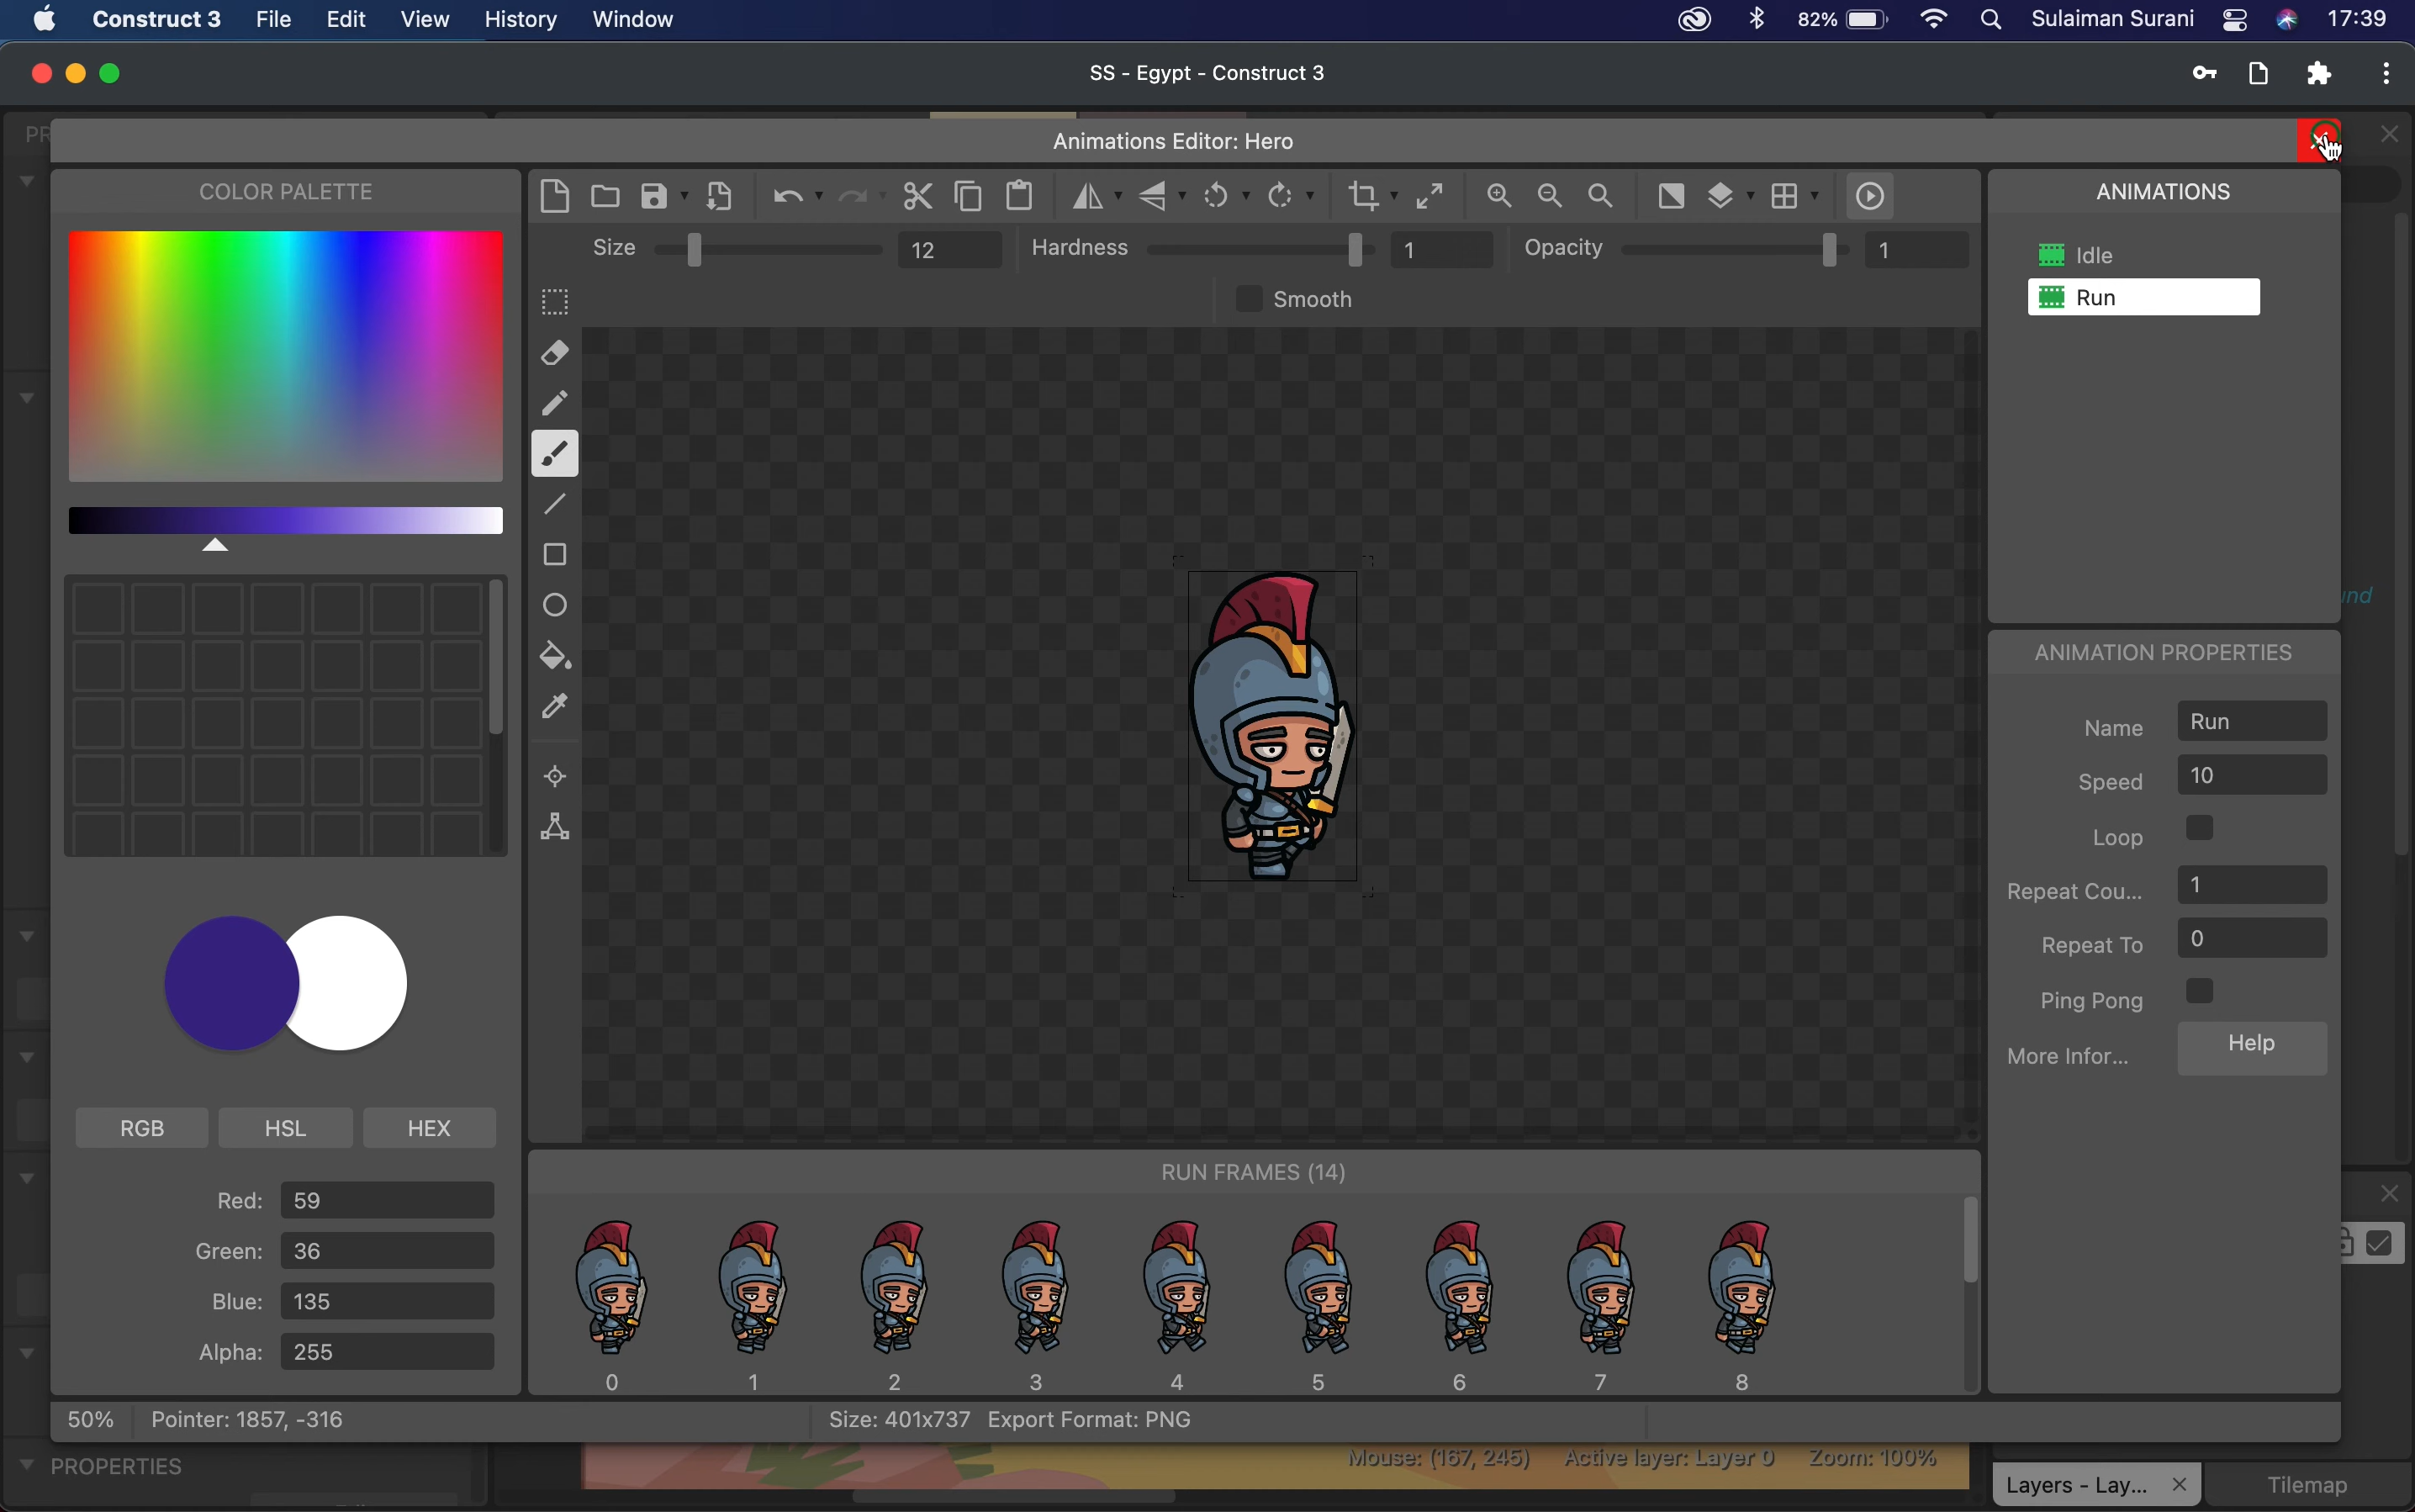 Construct 3 File Edit View History Window 82% Sulaiman Surani 17:39
SS - Egypt - Construct 3
Animations Editor: Hero
COLOR PALETTE
ANIMATIONS
Size 12 Hardness 1 Opacity 1
Smooth
Idle
Run
ANIMATION PROPERTIES
Name Run
Speed 10
Loop
Repeat Cou... 1
Repeat To 0
Ping Pong
More Infor... Help
RGB HSL HEX
Red: 59
Green: 36
Blue: 135
Alpha: 255
RUN FRAMES (14)
0 1 2 3 4 5 6 7 8
50% Pointer: 1857, -316 Size: 401x737 Export Format: PNG
PROPERTIES
Mouse: (167, 245) Active layer: Layer 0 Zoom: 100%
Layers - Lay... Tilemap